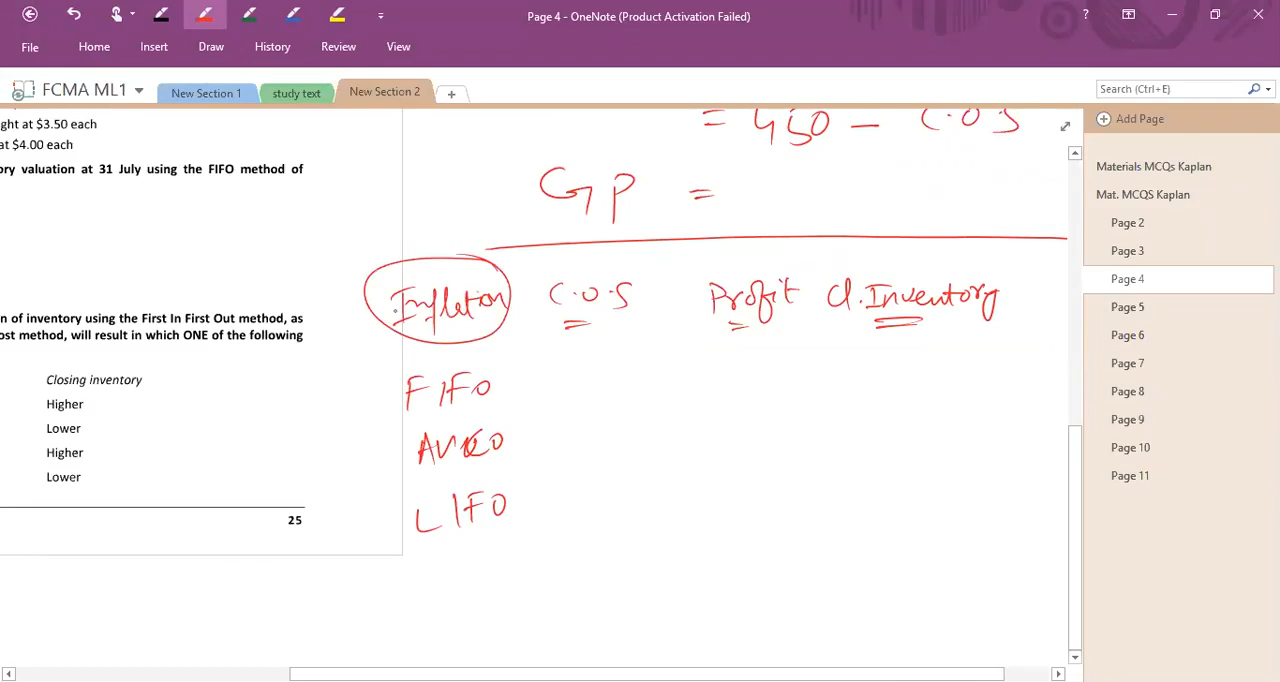 Page 4 - OneNote (Product Activation Failed)
?
File Home Insert Draw History Review View
FCMA ML1 New Section 1 study text New Section 2 +
Search (Ctrl+E)
Add Page
Materials MCQs Kaplan
Mat. MCQS Kaplan
Page 2
Page 3
Page 4
Page 5
Page 6
Page 7
Page 8
Page 9
Page 10
Page 11
ght at $3.50 each
at $4.00 each
ory valuation at 31 July using the FIFO method of
n of inventory using the First In First Out method, as
ost method, will result in which ONE of the following
Closing inventory
Higher
Lower
Higher
Lower
25
= 450 - C.O.S
GP =
Infletion C.O.S Profit Cl. Inventory
FIFO
AVCO
LIFO